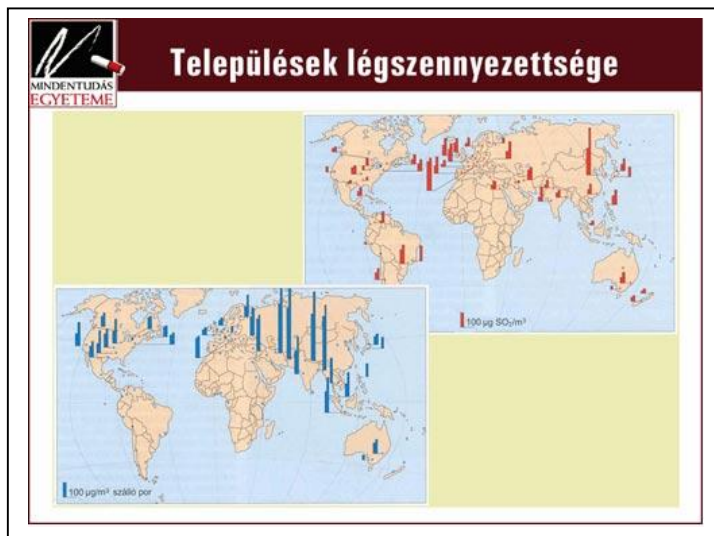 MINDENTUDÁS
EGYETEME
Települések légszennyezettsége
100 µg SO₂/m³
100 µg/m³ szálló por